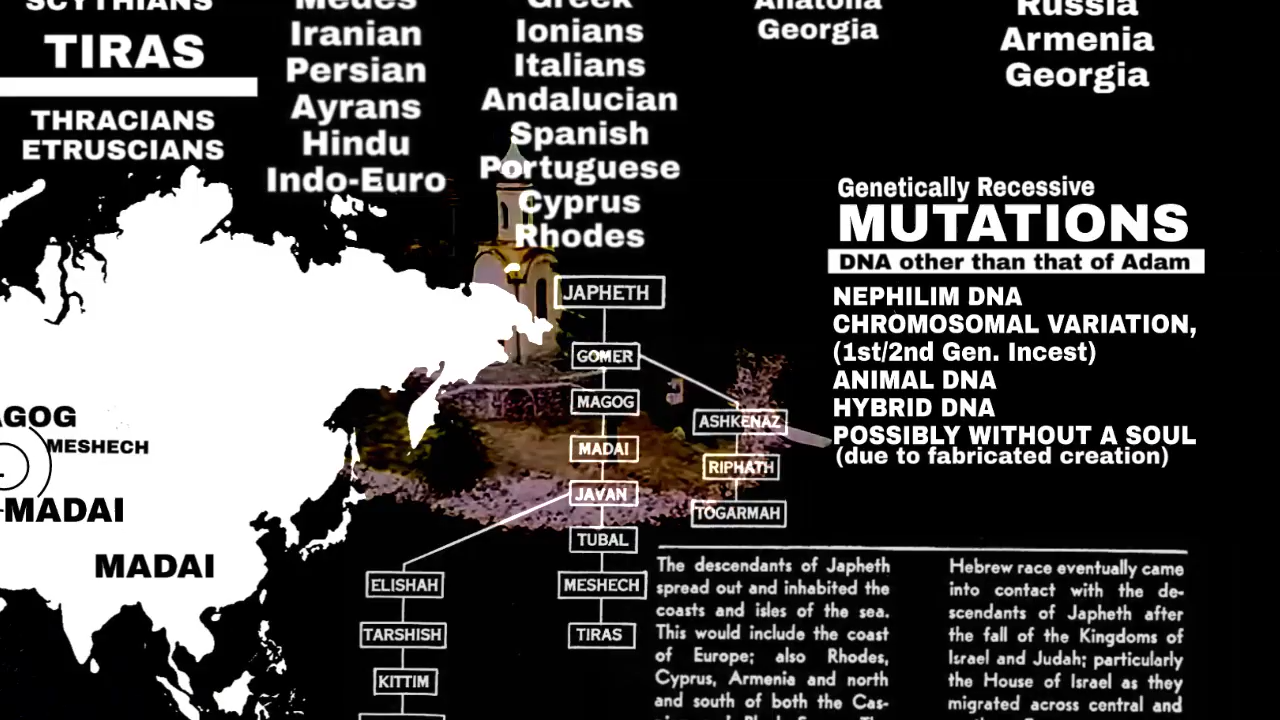 SCYTHIANS
TIRAS
THRACIANS
ETRUSCIANS
Medes
Iranian
Persian
Ayrans
Hindu
Indo-Euro
Greek
Ionians
Italians
Andalucian
Spanish
Portuguese
Cyprus
Rhodes
Anatolia
Georgia
Russia
Armenia
Georgia
Genetically Recessive
MUTATIONS
DNA other than that of Adam
NEPHILIM DNA
CHROMOSOMAL VARIATION,
(1st/2nd Gen. Incest)
ANIMAL DNA
HYBRID DNA
POSSIBLY WITHOUT A SOUL
(due to fabricated creation)
AGOG
MESHECH
MADAI
MADAI
JAPHETH
GOMER
MAGOG
MADAI
JAVAN
TUBAL
MESHECH
TIRAS
ASHKENAZ
RIPHATH
TOGARMAH
ELISHAH
TARSHISH
KITTIM
The descendants of Japheth
spread out and inhabited the
coasts and isles of the sea.
This would include the coast
of Europe; also Rhodes,
Cyprus, Armenia and north
and south of both the Cas-
Hebrew race eventually came
into contact with the de-
scendants of Japheth after
the fall of the Kingdoms of
Israel and Judah; particularly
the House of Israel as they
migrated across central and